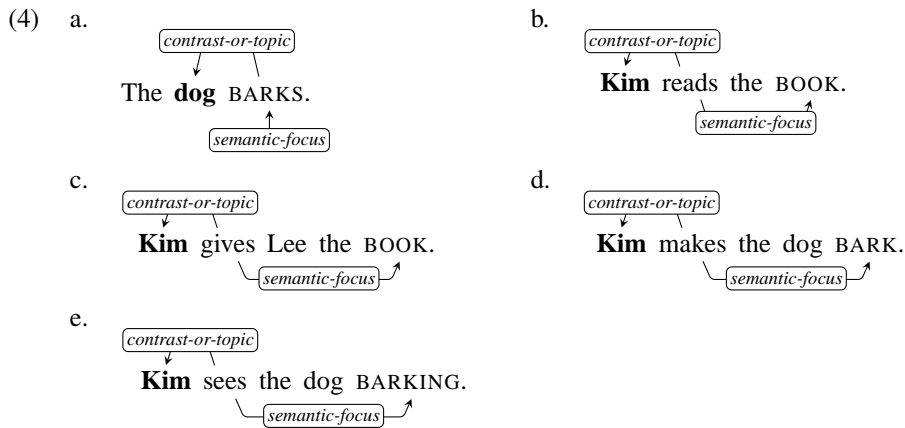 (4) a. b.
contrast-or-topic contrast-or-topic
The dog BARKS. Kim reads the BOOK.
semantic-focus semantic-focus
c. d.
contrast-or-topic contrast-or-topic
Kim gives Lee the BOOK. Kim makes the dog BARK.
semantic-focus semantic-focus
e.
contrast-or-topic
Kim sees the dog BARKING.
semantic-focus